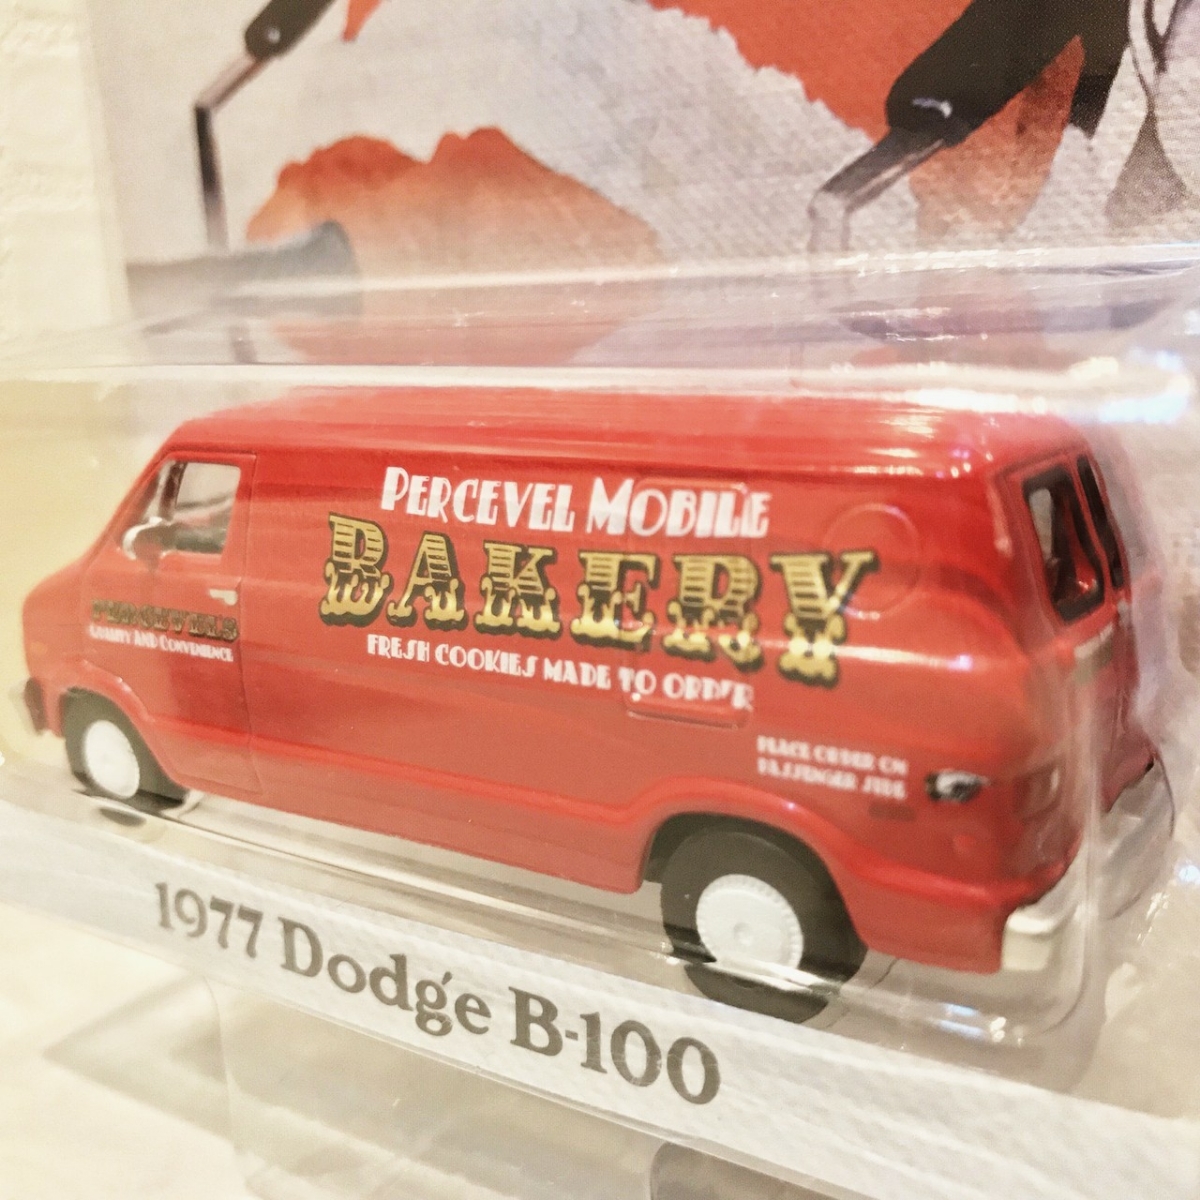 PERCEVEL MOBILE
BAKERY
FRESH COOKIES MADE TO ORDER
PERCEVELS
QUALITY AND CONVENIENCE
PLACE ORDER ON
PASSENGER SIDE
1977 Dodge B-100